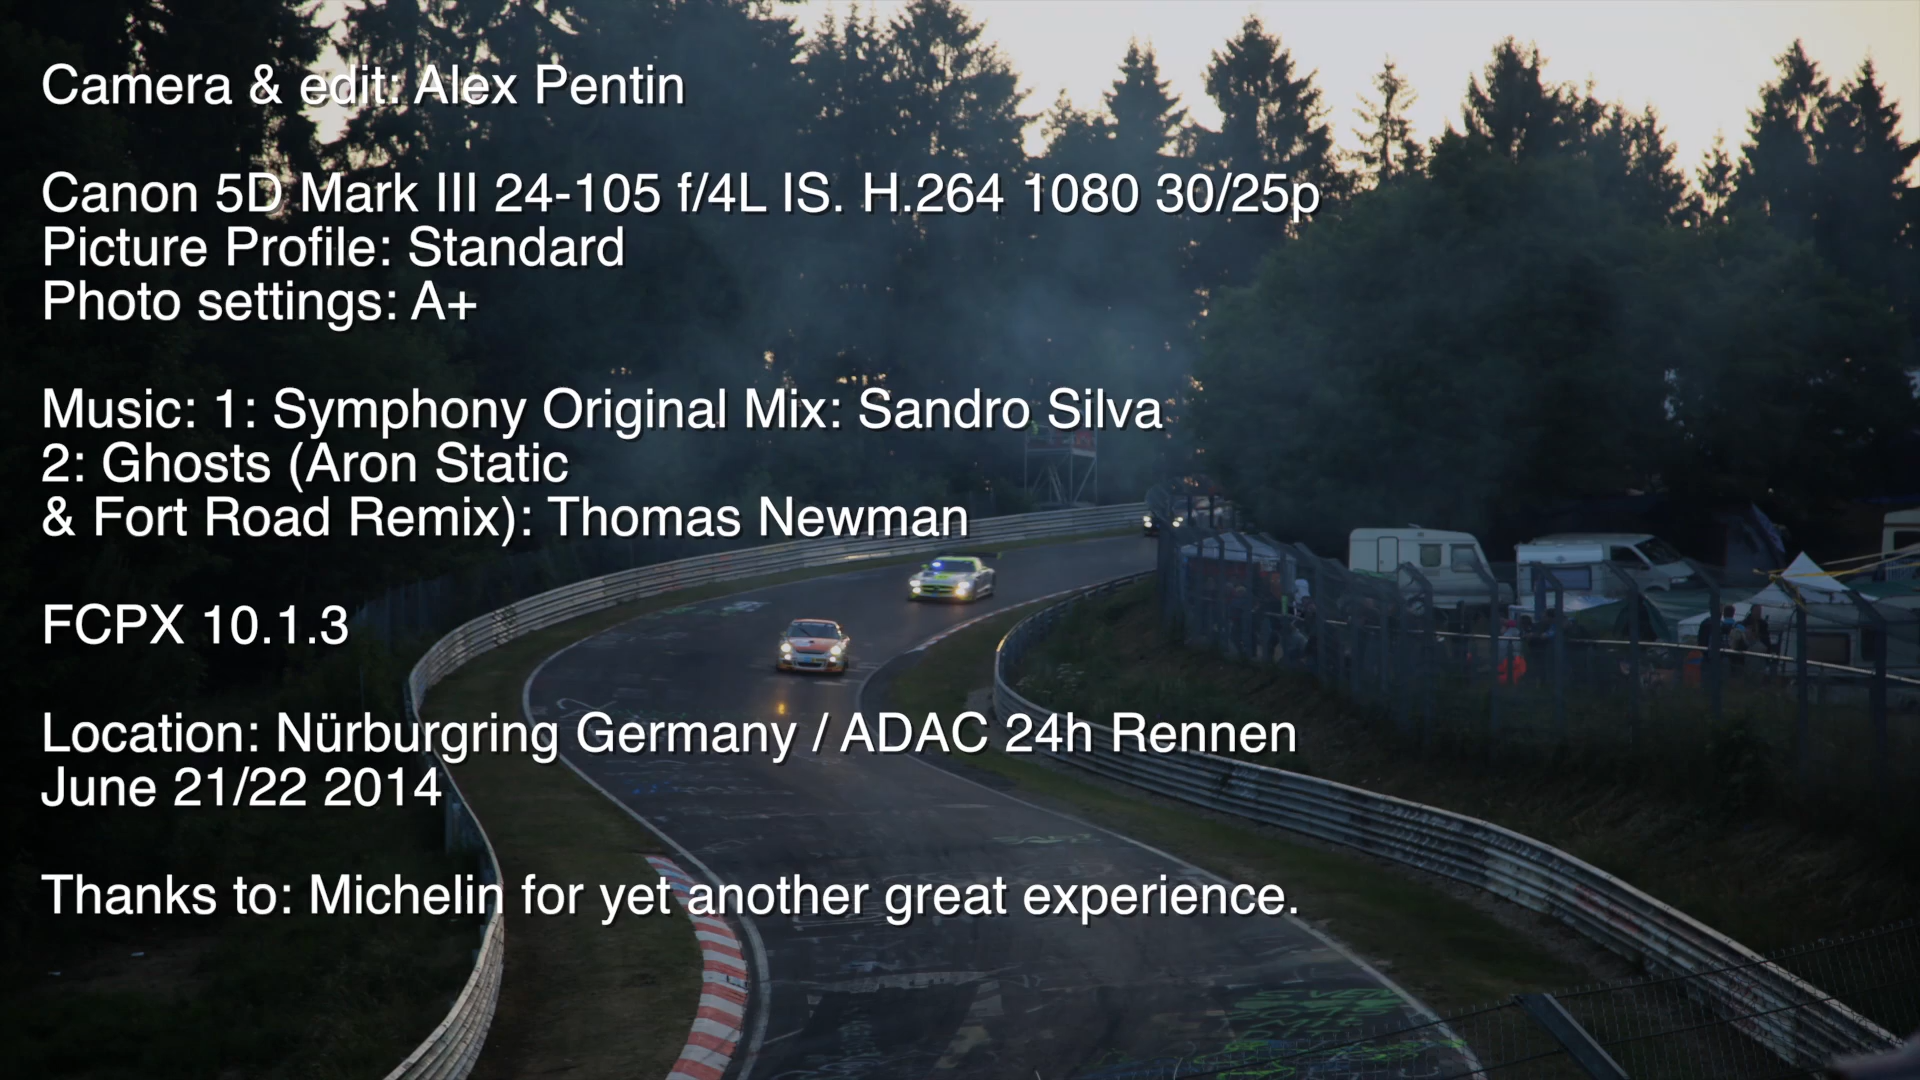 Camera & edit: Alex Pentin
Canon 5D Mark III 24-105 f/4L IS. H.264 1080 30/25p
Picture Profile: Standard
Photo settings: A+
Music: 1: Symphony Original Mix: Sandro Silva
2: Ghosts (Aron Static
& Fort Road Remix): Thomas Newman
FCPX 10.1.3
Location: Nürburgring Germany / ADAC 24h Rennen
June 21/22 2014
Thanks to: Michelin for yet another great experience.